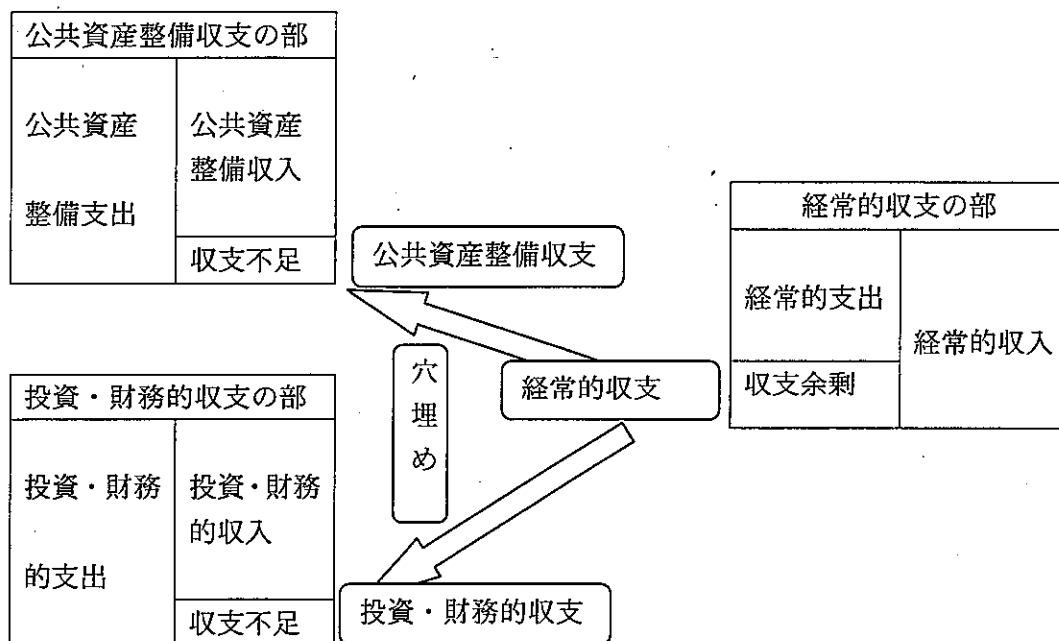 公共資産整備収支の部
公共資産
整備支出
公共資産
整備収入
収支不足
公共資産整備収支
経常的収支の部
経常的支出
収支余剰
経常的収入
穴埋め
経常的収支
投資・財務的収支の部
投資・財務
的支出
投資・財務
的収入
収支不足
投資・財務的収支